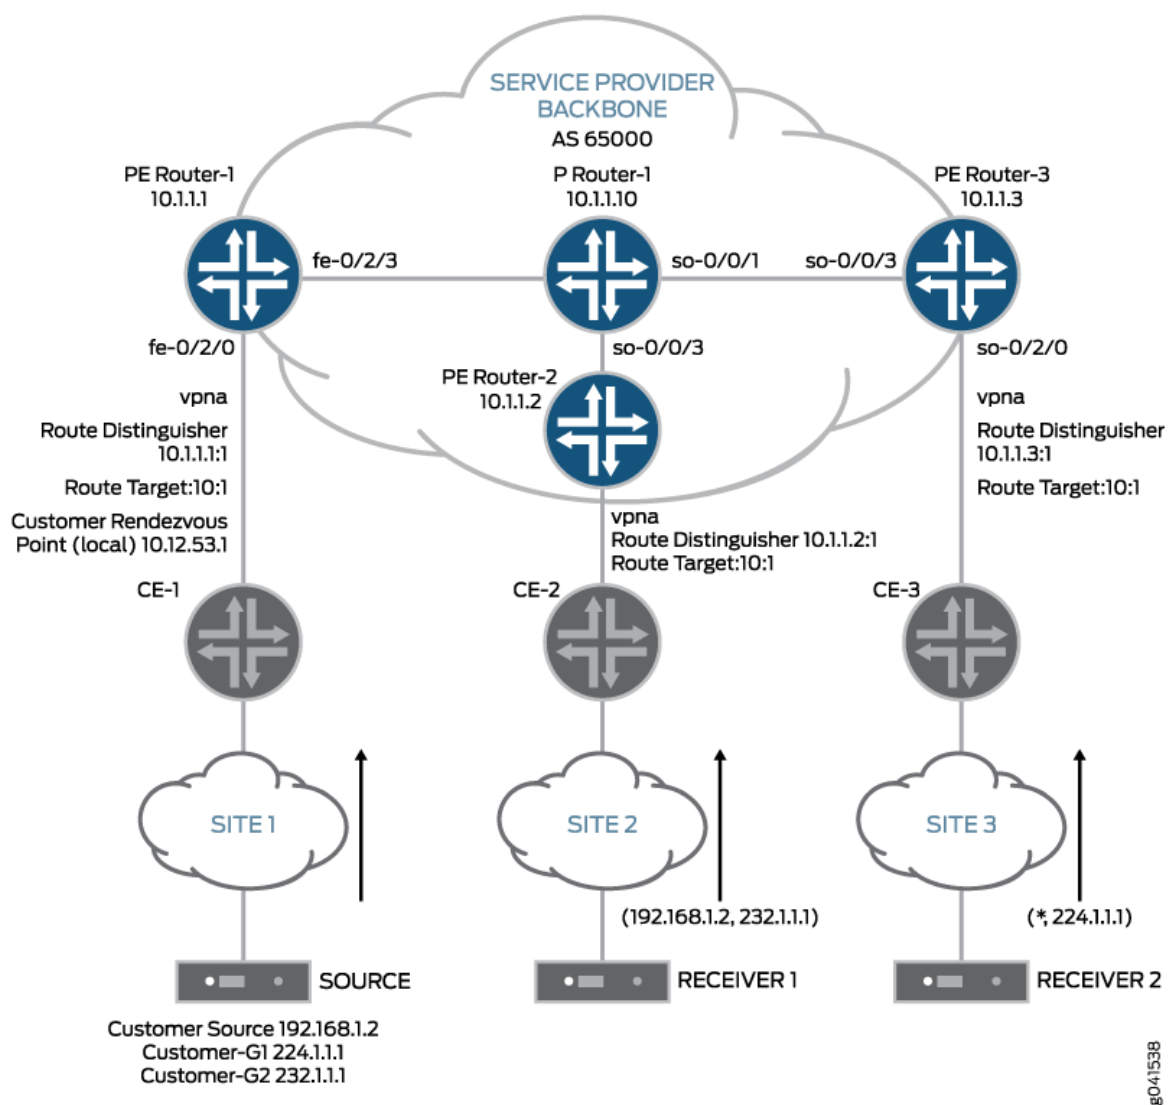 SERVICE PROVIDER
BACKBONE
AS 65000
PE Router-1
10.1.1.1
P Router-1
10.1.1.10
PE Router-3
10.1.1.3
fe-0/2/3
so-0/0/1
so-0/0/3
fe-0/2/0
so-0/0/3
so-0/2/0
PE Router-2
10.1.1.2
vpna
Route Distinguisher
10.1.1.1:1
Route Target:10:1
Customer Rendezvous
Point (local) 10.12.53.1
vpna
Route Distinguisher
10.1.1.3:1
Route Target:10:1
vpna
Route Distinguisher 10.1.1.2:1
Route Target:10:1
CE-1
CE-2
CE-3
SITE 1
SITE 2
SITE 3
(192.168.1.2, 232.1.1.1)
(*, 224.1.1.1)
SOURCE
RECEIVER 1
RECEIVER 2
Customer Source 192.168.1.2
Customer-G1 224.1.1.1
Customer-G2 232.1.1.1
g041538